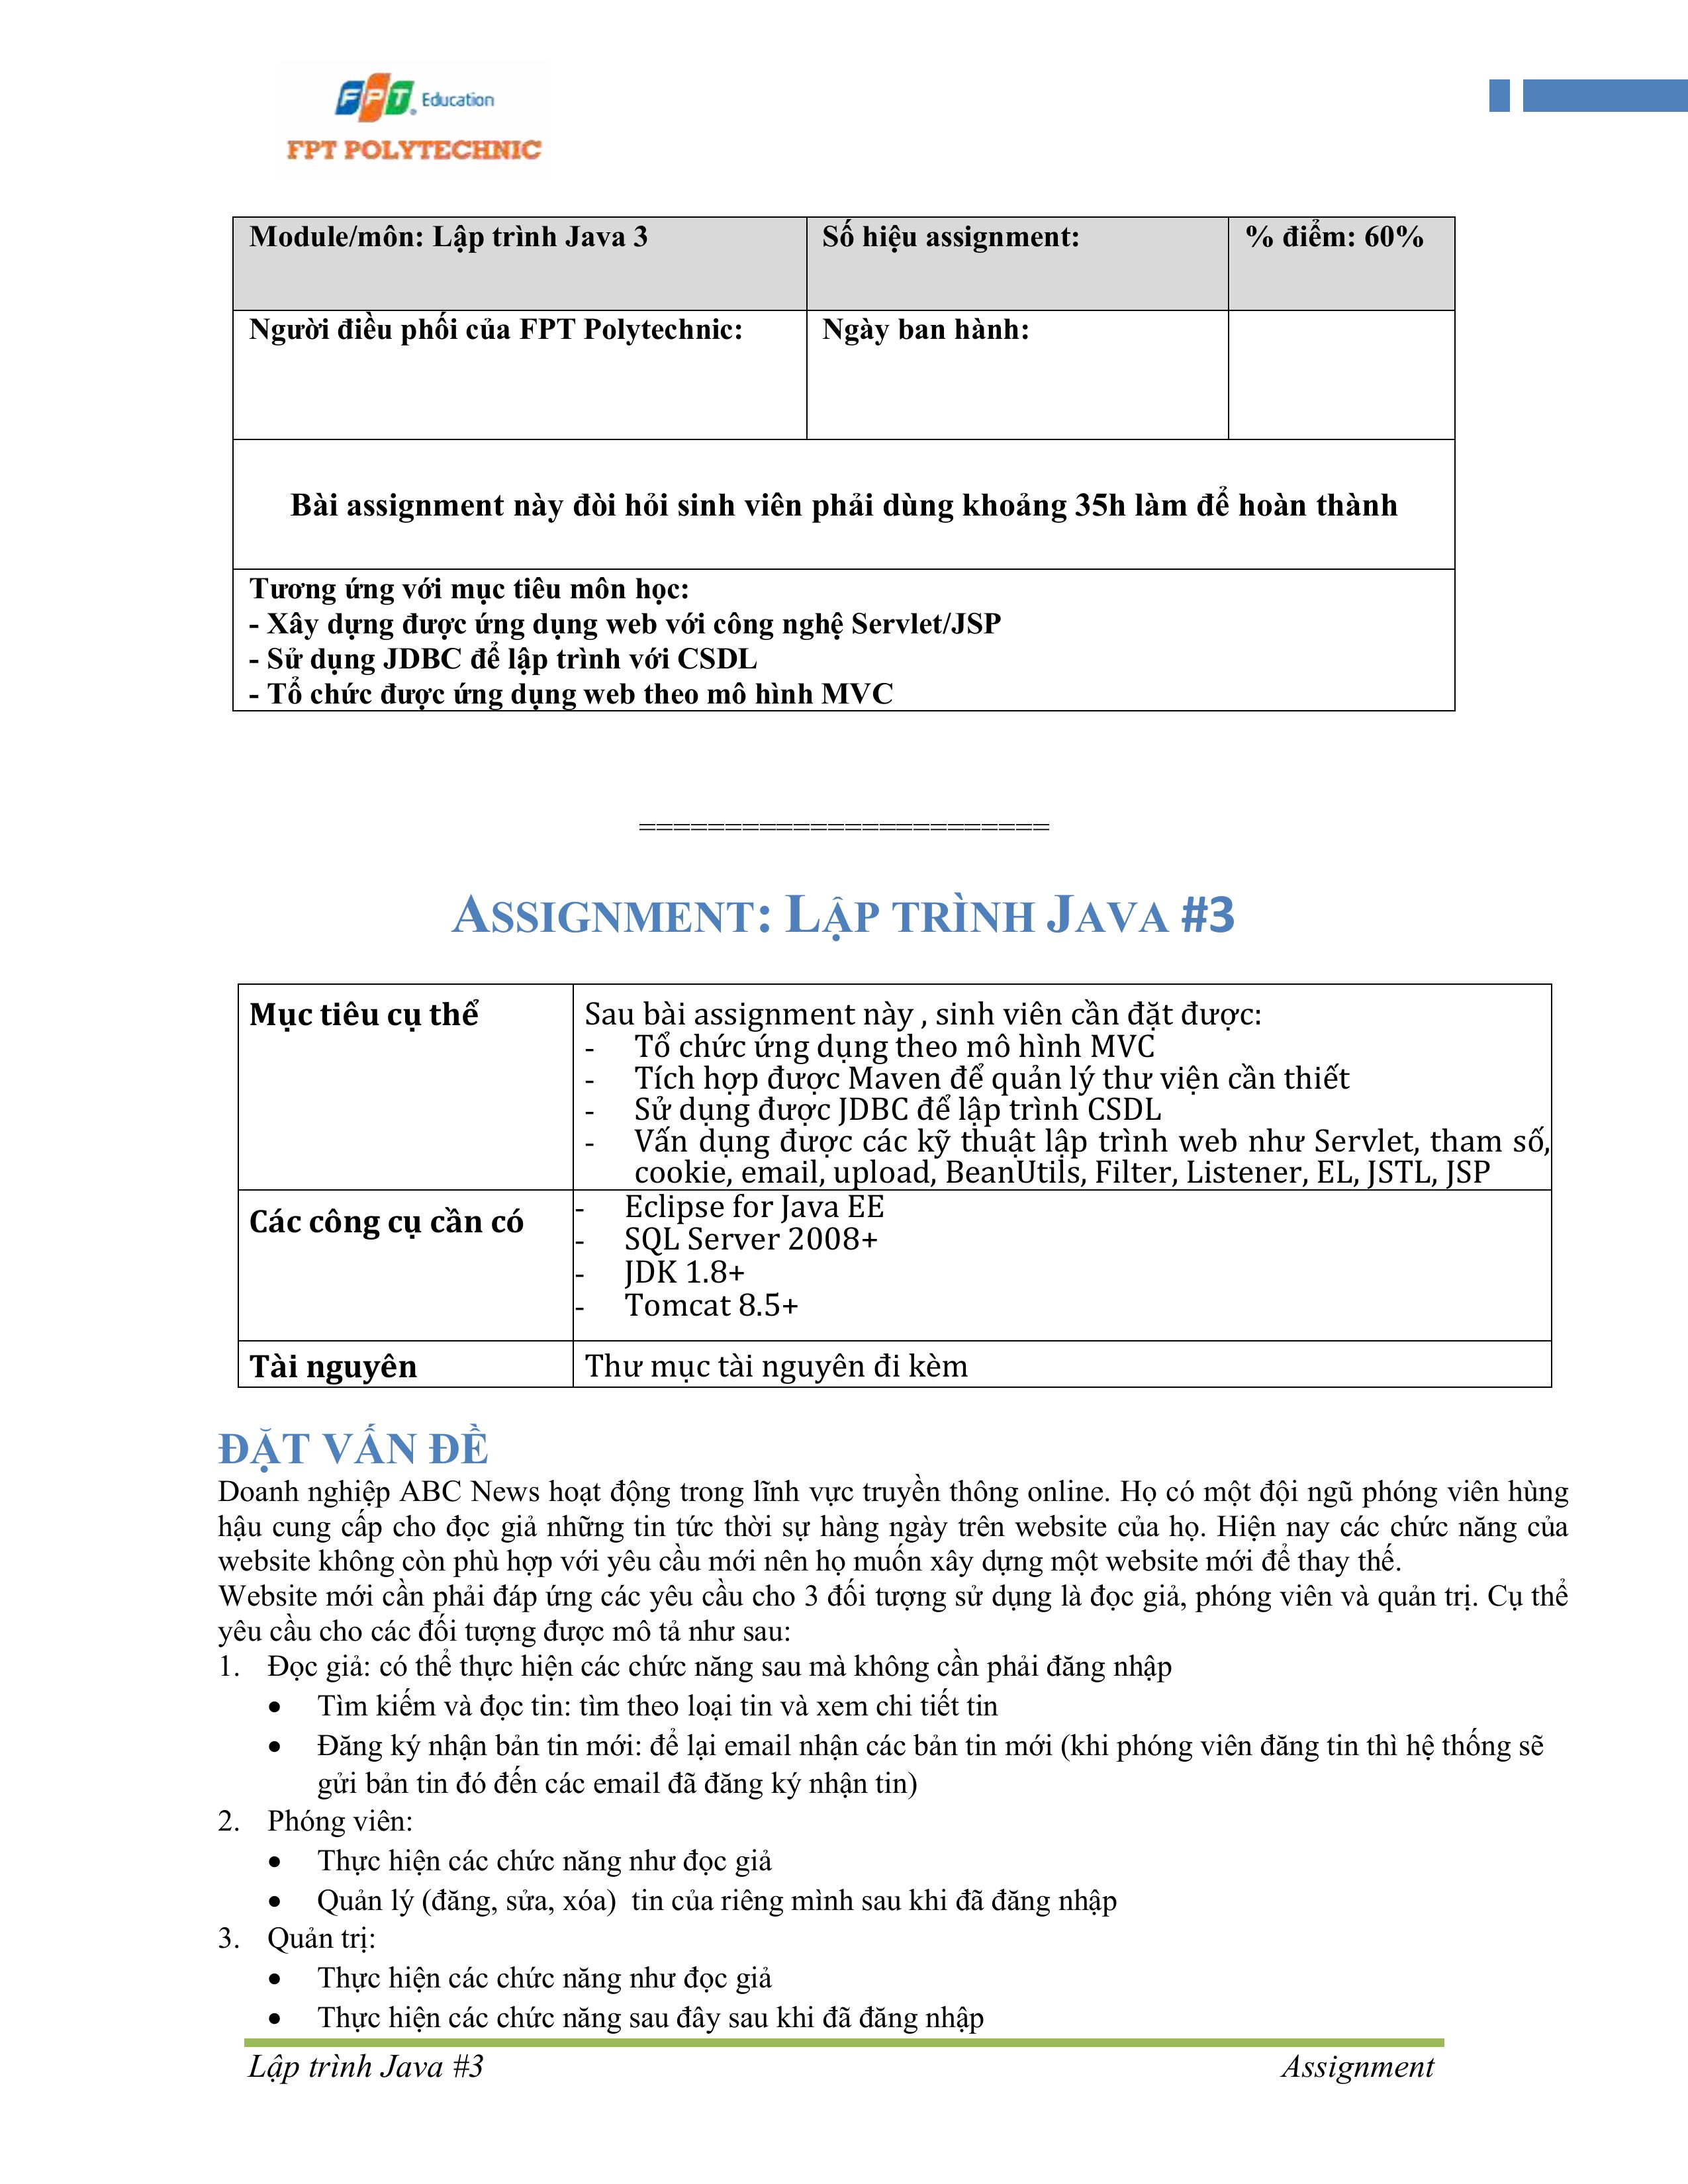 FPT Education
FPT POLYTECHNIC
Module/môn: Lập trình Java 3
Số hiệu assignment:
% điểm: 60%
Người điều phối của FPT Polytechnic:
Ngày ban hành:
Bài assignment này đòi hỏi sinh viên phải dùng khoảng 35h làm để hoàn thành
Tương ứng với mục tiêu môn học:
- Xây dựng được ứng dụng web với công nghệ Servlet/JSP
- Sử dụng JDBC để lập trình với CSDL
- Tổ chức được ứng dụng web theo mô hình MVC
========================
ASSIGNMENT: LẬP TRÌNH JAVA #3
Mục tiêu cụ thể
Sau bài assignment này , sinh viên cần đặt được:
- Tổ chức ứng dụng theo mô hình MVC
- Tích hợp được Maven để quản lý thư viện cần thiết
- Sử dụng được JDBC để lập trình CSDL
- Vấn dụng được các kỹ thuật lập trình web như Servlet, tham số,
cookie, email, upload, BeanUtils, Filter, Listener, EL, JSTL, JSP
Các công cụ cần có
- Eclipse for Java EE
- SQL Server 2008+
- JDK 1.8+
- Tomcat 8.5+
Tài nguyên
Thư mục tài nguyên đi kèm
ĐẶT VẤN ĐỀ
Doanh nghiệp ABC News hoạt động trong lĩnh vực truyền thông online. Họ có một đội ngũ phóng viên hùng
hậu cung cấp cho đọc giả những tin tức thời sự hàng ngày trên website của họ. Hiện nay các chức năng của
website không còn phù hợp với yêu cầu mới nên họ muốn xây dựng một website mới để thay thế.
Website mới cần phải đáp ứng các yêu cầu cho 3 đối tượng sử dụng là đọc giả, phóng viên và quản trị. Cụ thể
yêu cầu cho các đối tượng được mô tả như sau:
1. Đọc giả: có thể thực hiện các chức năng sau mà không cần phải đăng nhập
• Tìm kiếm và đọc tin: tìm theo loại tin và xem chi tiết tin
• Đăng ký nhận bản tin mới: để lại email nhận các bản tin mới (khi phóng viên đăng tin thì hệ thống sẽ
gửi bản tin đó đến các email đã đăng ký nhận tin)
2. Phóng viên:
• Thực hiện các chức năng như đọc giả
• Quản lý (đăng, sửa, xóa) tin của riêng mình sau khi đã đăng nhập
3. Quản trị:
• Thực hiện các chức năng như đọc giả
• Thực hiện các chức năng sau đây sau khi đã đăng nhập
Lập trình Java #3
Assignment